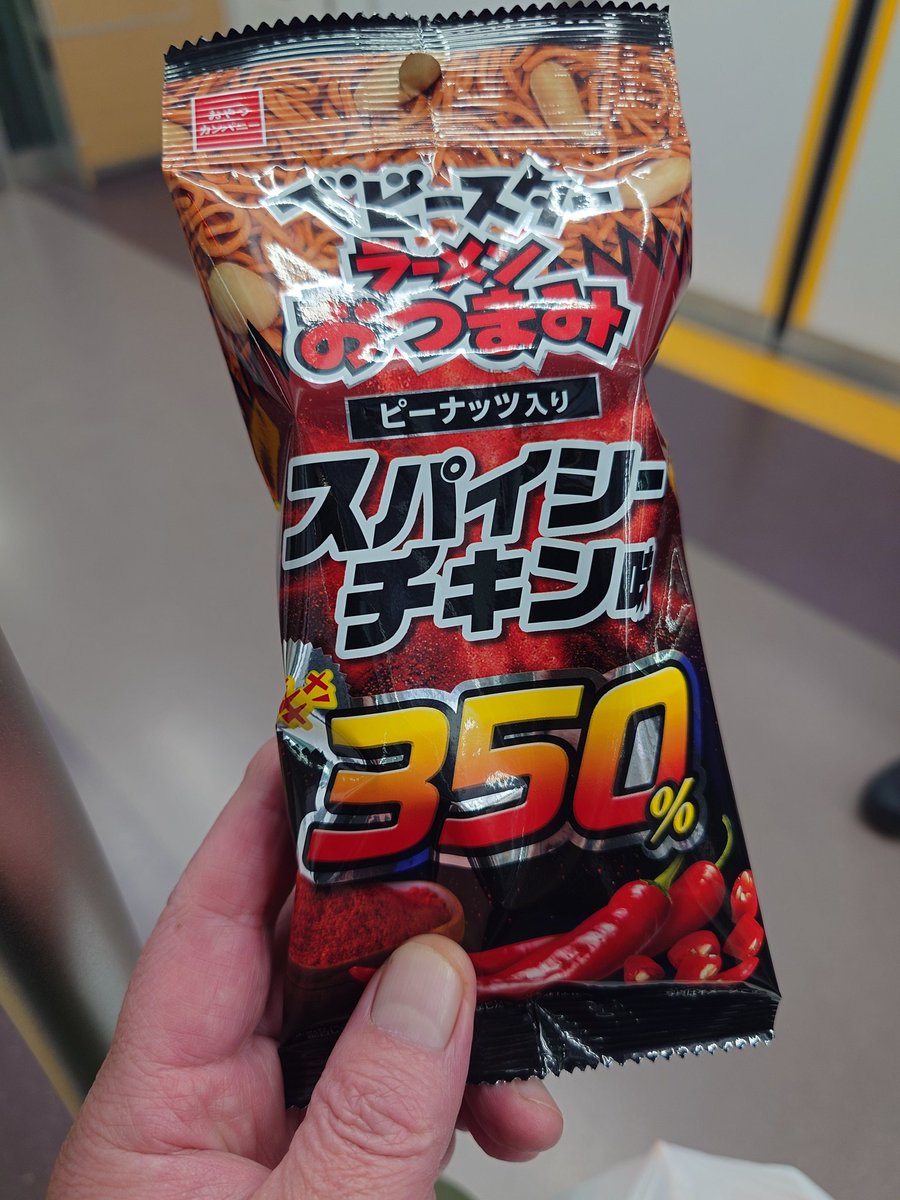 おやつ
カンパニー
ベビースター
ラーメン
おつまみ
ピーナッツ入り
スパイシー
チキン味
350%